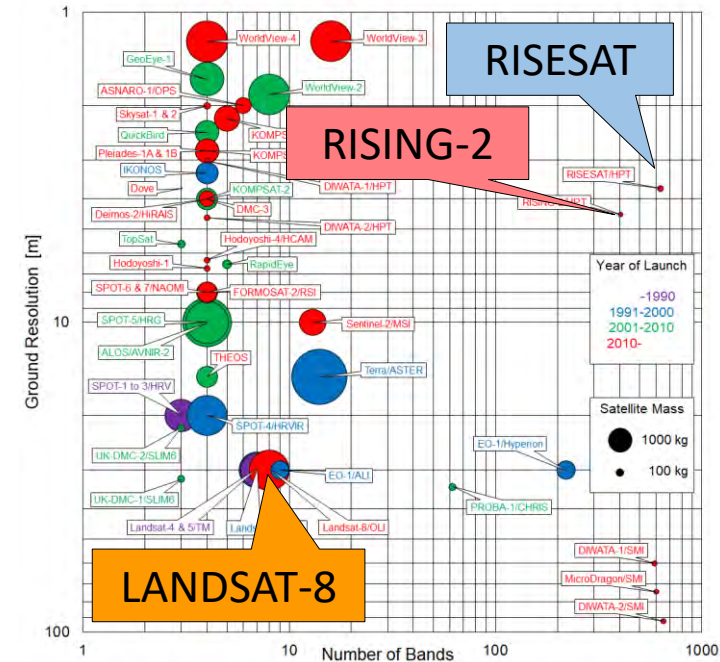 1
WorldView-4
WorldView-3
GeoEye-1
RISESAT
ASNARO-1/OPS
WorldView-2
Skysat-1 & 2
QuickBird
RISING-2
Pleiades-1A & 1B
IKONOS
RISESAT/HPT
Dove
KOMPSAT-2
DIWATA-1/HPT
DMC-3
Deimos-2/HiRAIS
DIWATA-2/HPT
TopSat
Hodoyoshi-4/HCAM
Hodoyoshi-1
RapidEye
SPOT-6 & 7/NAOMI
FORMOSAT-2/RSI
Year of Launch
-1990
1991-2000
2001-2010
2010-
Ground Resolution [m]
10
SPOT-5/HRG
Sentinel-2/MSI
ALOS/AVNIR-2
THEOS
Terra/ASTER
SPOT-1 to 3/HRV
SPOT-4/HRVIR
Satellite Mass
1000 kg
100 kg
UK-DMC-2/SLIM6
EO-1/Hyperion
EO-1/ALI
UK-DMC-1/SLIM6
PROBA-1/CHRIS
Landsat-4 & 5/TM
Landsat-8/OLI
LANDSAT-8
DIWATA-1/SMI
MicroDragon/SMI
DIWATA-2/SMI
100
1
10
100
1000
Number of Bands